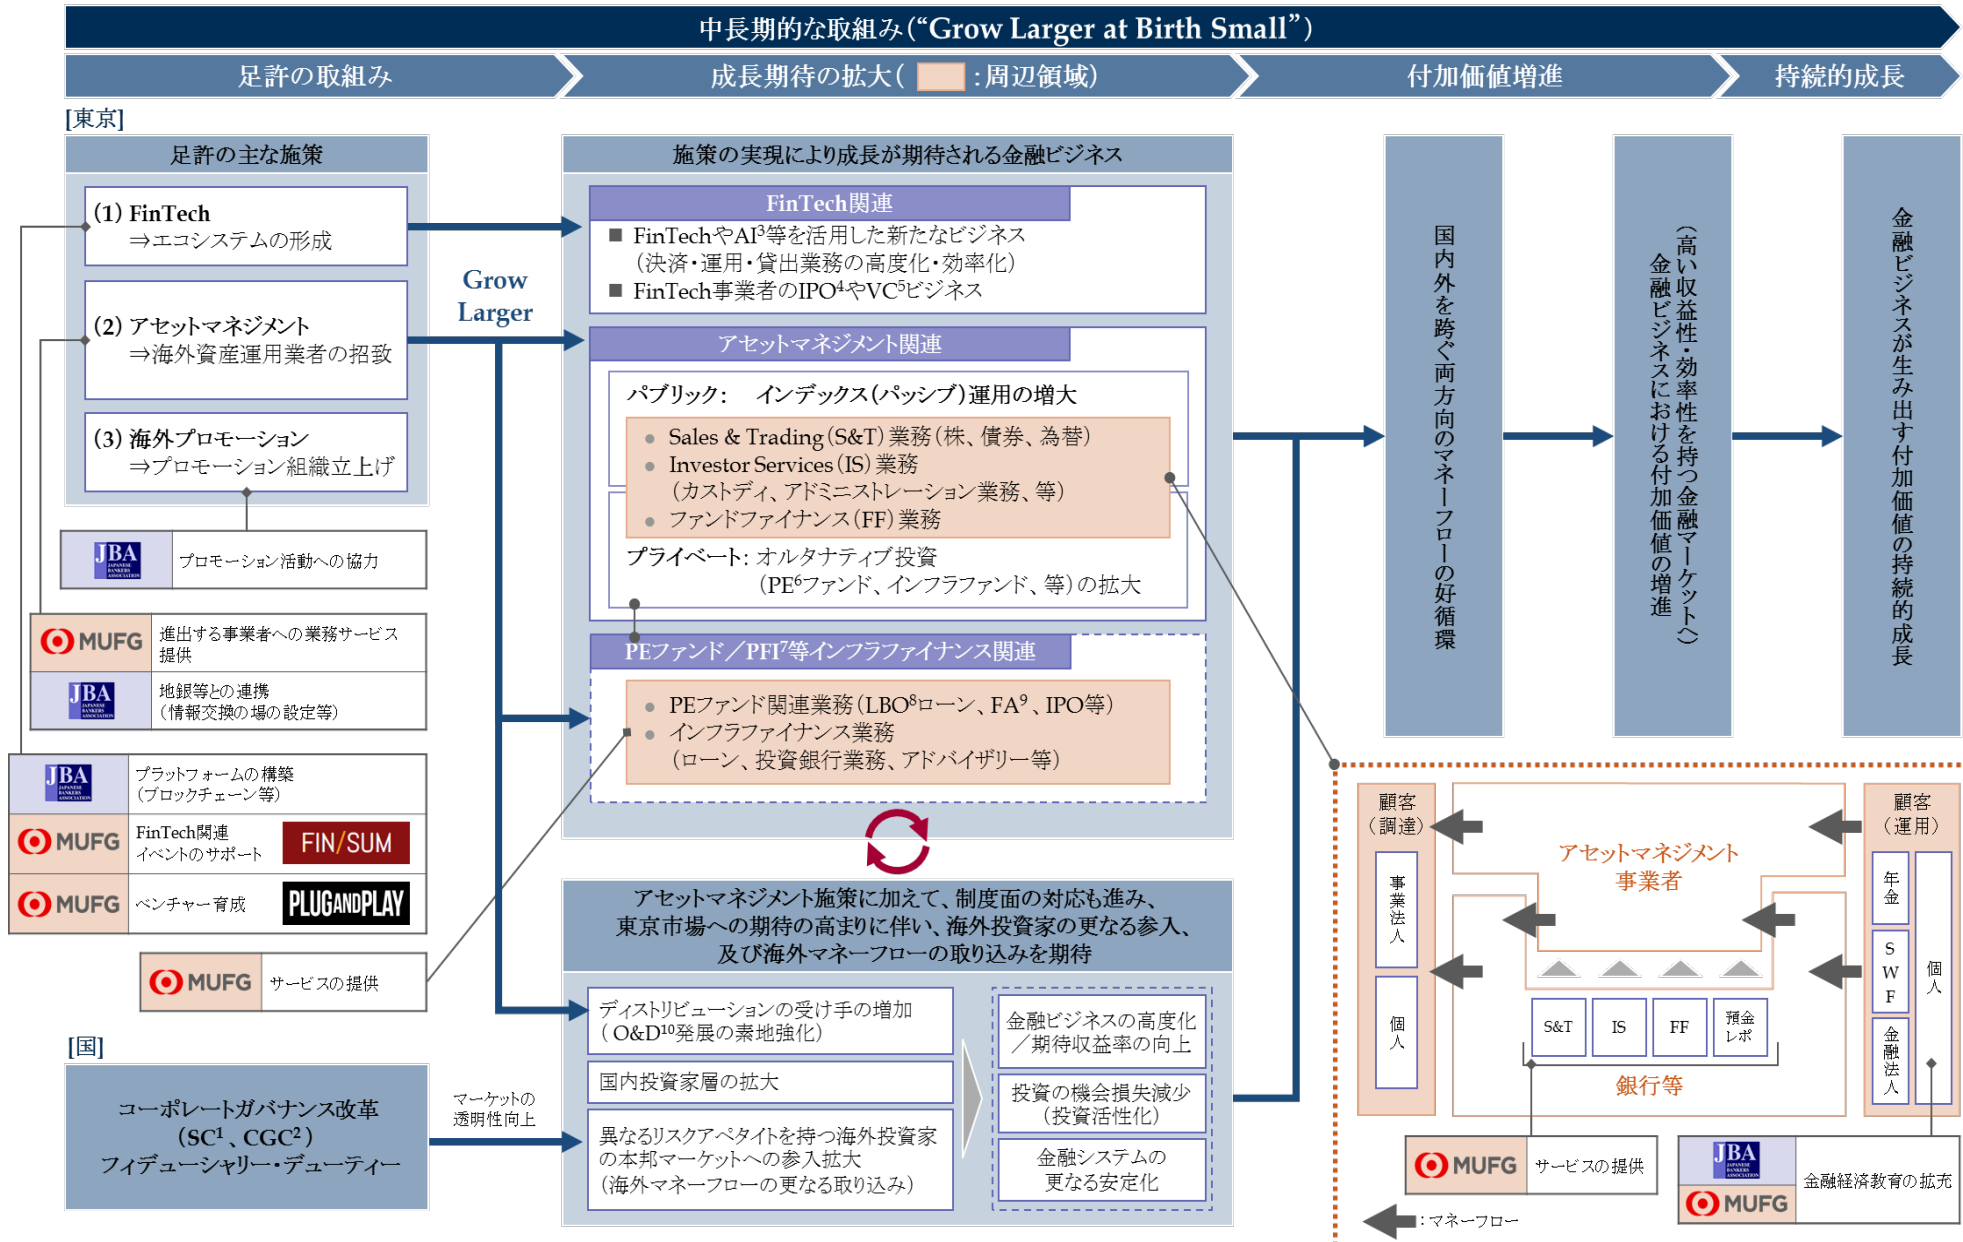 中長期的な取組み(“Grow Larger at Birth Small”)
足許の取組み
成長期待の拡大(　：周辺領域)
付加価値増進
持続的成長
[東京]
足許の主な施策
(1) FinTech
⇒エコシステムの形成
(2) アセットマネジメント
⇒海外資産運用業者の招致
(3) 海外プロモーション
⇒プロモーション組織立上げ
JBA
JAPANESE
BANKERS
ASSOCIATION
プロモーション活動への協力
MUFG
進出する事業者への業務サービス
提供
JBA
JAPANESE
BANKERS
ASSOCIATION
地銀等との連携
(情報交換の場の設定等)
JBA
JAPANESE
BANKERS
ASSOCIATION
プラットフォームの構築
(ブロックチェーン等)
MUFG
FinTech関連
イベントのサポート
FIN/SUM
MUFG
ベンチャー育成
PLUGANDPLAY
MUFG
サービスの提供
[国]
コーポレートガバナンス改革
(SC1、CGC2)
フィデューシャリー・デューティー
Grow
Larger
マーケットの
透明性向上
施策の実現により成長が期待される金融ビジネス
FinTech関連
■ FinTechやAI3等を活用した新たなビジネス
(決済・運用・貸出業務の高度化・効率化)
■ FinTech事業者のIPO4やVC5ビジネス
アセットマネジメント関連
パブリック： インデックス(パッシブ)運用の増大
● Sales & Trading(S&T)業務(株、債券、為替)
● Investor Services(IS)業務
(カストディ、アドミニストレーション業務、等)
● ファンドファイナンス(FF)業務
プライベート：オルタナティブ投資
(PE6ファンド、インフラファンド、等)の拡大
PEファンド／PFI7等インフラファイナンス関連
● PEファンド関連業務(LBO8ローン、FA9、IPO等)
● インフラファイナンス業務
(ローン、投資銀行業務、アドバイザリー等)
アセットマネジメント施策に加えて、制度面の対応も進み、
東京市場への期待の高まりに伴い、海外投資家の更なる参入、
及び海外マネーフローの取り込みを期待
ディストリビューションの受け手の増加
(O&D10発展の素地強化)
国内投資家層の拡大
異なるリスクアペタイトを持つ海外投資家
の本邦マーケットへの参入拡大
(海外マネーフローの更なる取り込み)
金融ビジネスの高度化
／期待収益率の向上
投資の機会損失減少
(投資活性化)
金融システムの
更なる安定化
国内外を跨ぐ両方向のマネーフローの好循環
金融ビジネスにおける付加価値の増進
(高い収益性・効率性を持つ金融マーケットへ)
金融ビジネスが生み出す付加価値の持続的成長
顧客
(調達)
事業法人
個人
アセットマネジメント
事業者
S&T
IS
FF
預金
レポ
銀行等
顧客
(運用)
年金
SWF
金融法人
個人
MUFG
サービスの提供
JBA
JAPANESE
BANKERS
ASSOCIATION
MUFG
金融経済教育の拡充
：マネーフロー